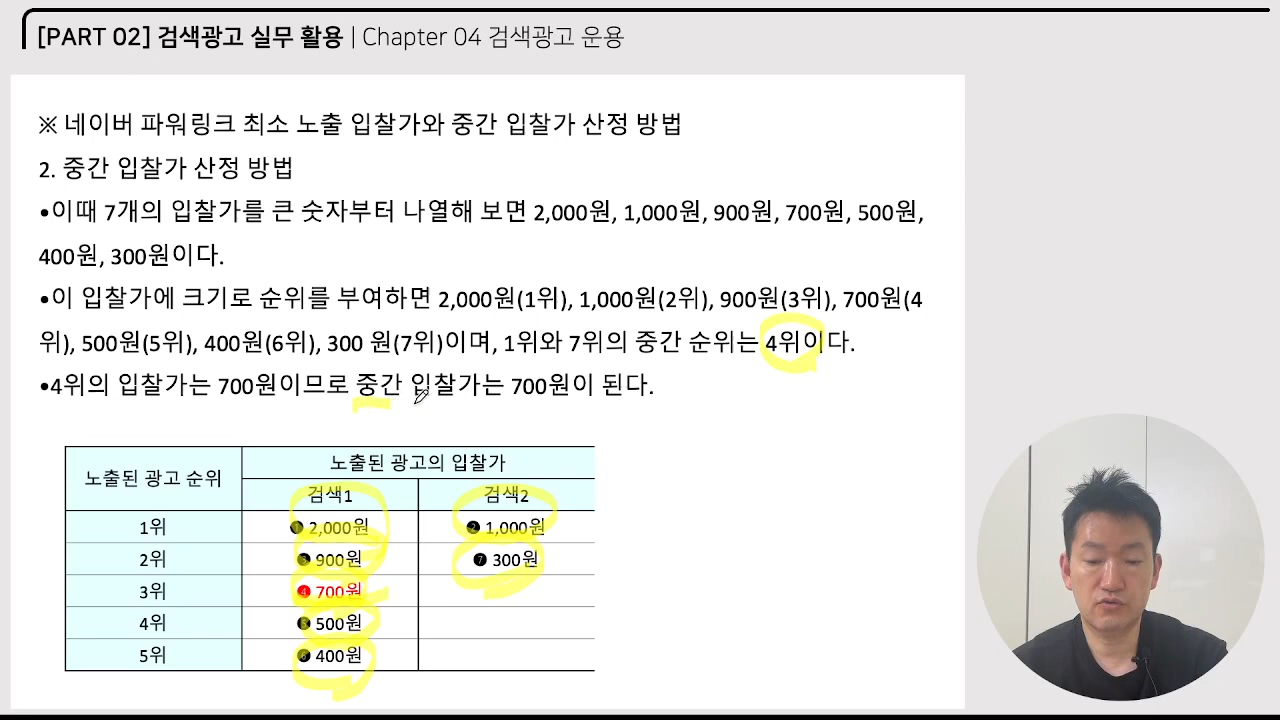 [PART 02] 검색광고 실무 활용 | Chapter 04 검색광고 운용
※ 네이버 파워링크 최소 노출 입찰가와 중간 입찰가 산정 방법
2. 중간 입찰가 산정 방법
•이때 7개의 입찰가를 큰 숫자부터 나열해 보면 2,000원, 1,000원, 900원, 700원, 500원,
400원, 300원이다.
•이 입찰가에 크기로 순위를 부여하면 2,000원(1위), 1,000원(2위), 900원(3위), 700원(4
위), 500원(5위), 400원(6위), 300 원(7위)이며, 1위와 7위의 중간 순위는 4위이다.
•4위의 입찰가는 700원이므로 중간 입찰가는 700원이 된다.
노출된 광고 순위 노출된 광고의 입찰가
검색1 검색2
1위 ❶ 2,000원 ❷ 1,000원
2위 ❸ 900원 ❼ 300원
3위 ❹ 700원
4위 ❺ 500원
5위 ❻ 400원